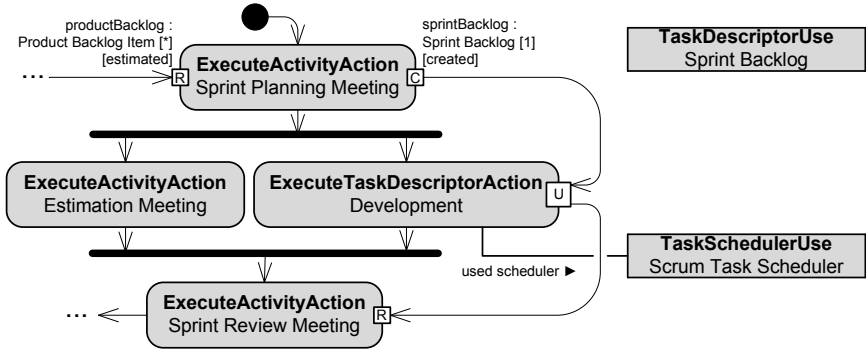 productBacklog :
Product Backlog Item [*]
[estimated]
sprintBacklog :
Sprint Backlog [1]
[created]
TaskDescriptorUse
Sprint Backlog
...
R
ExecuteActivityAction
Sprint Planning Meeting
C
ExecuteActivityAction
Estimation Meeting
ExecuteTaskDescriptorAction
Development
U
used scheduler ►
TaskSchedulerUse
Scrum Task Scheduler
...
ExecuteActivityAction
Sprint Review Meeting
R